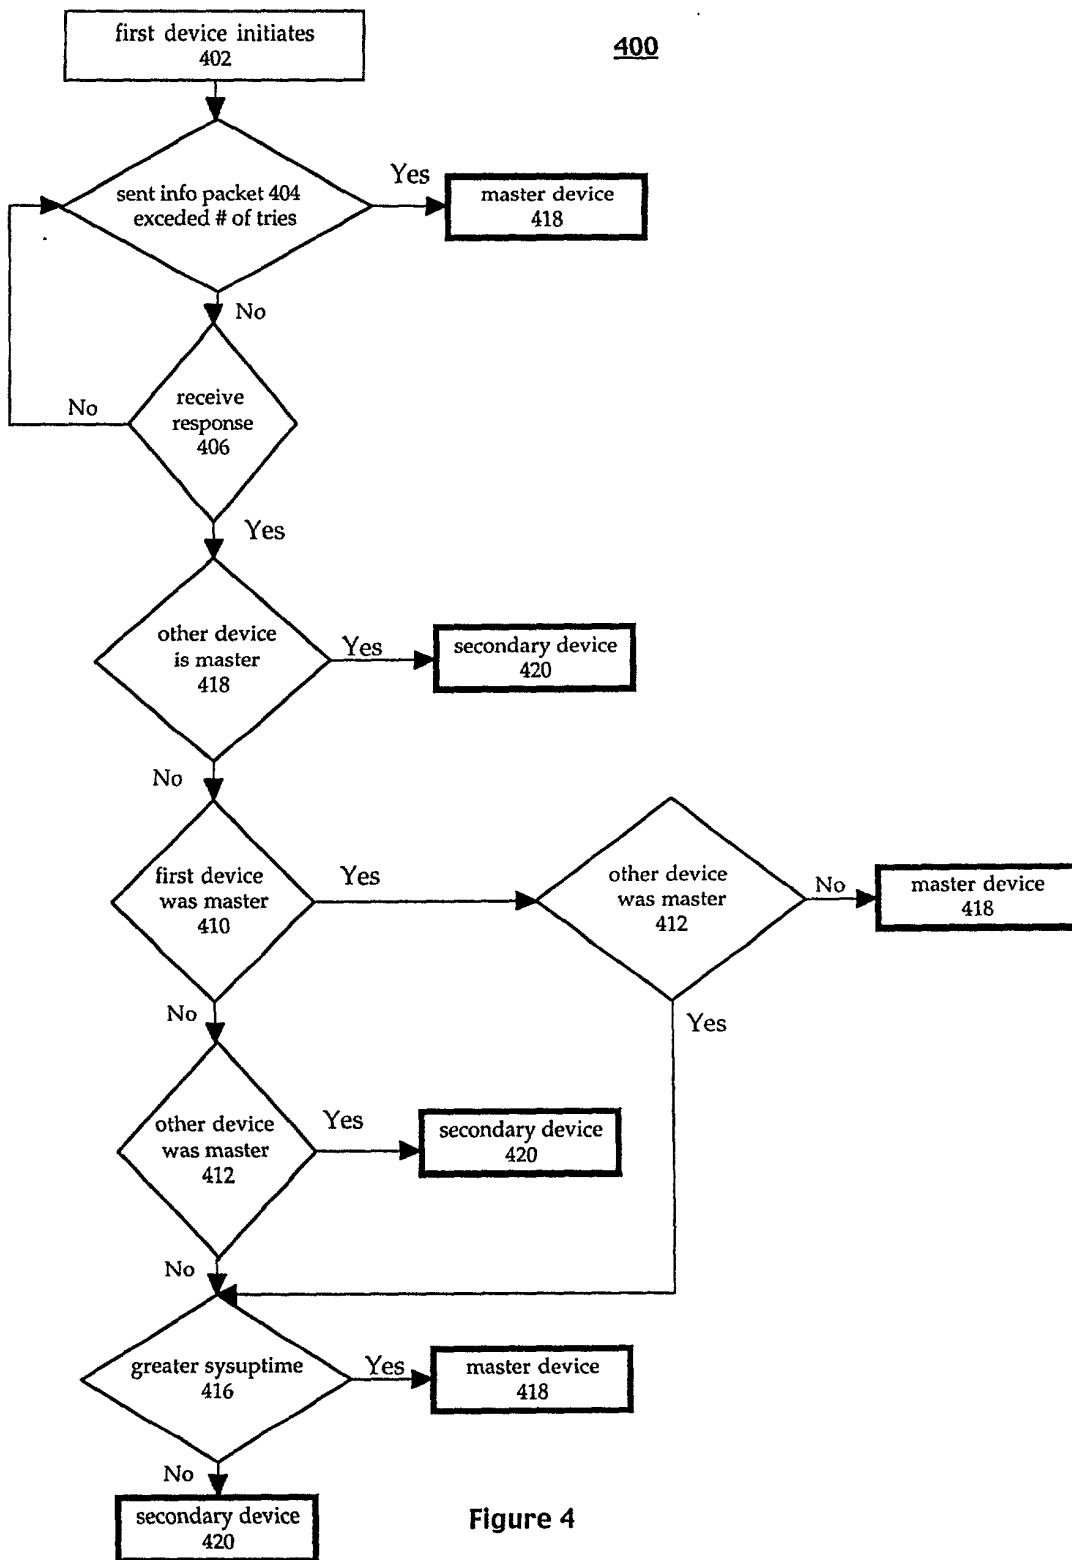 first device initiates
402
400
sent info packet 404
exceded # of tries
Yes
master device
418
No
receive
response
406
No
Yes
other device
is master
418
Yes
secondary device
420
No
first device
was master
410
Yes
other device
was master
412
No
master device
418
No
Yes
other device
was master
412
Yes
secondary device
420
No
greater sysuptime
416
Yes
master device
418
No
secondary device
420
Figure 4